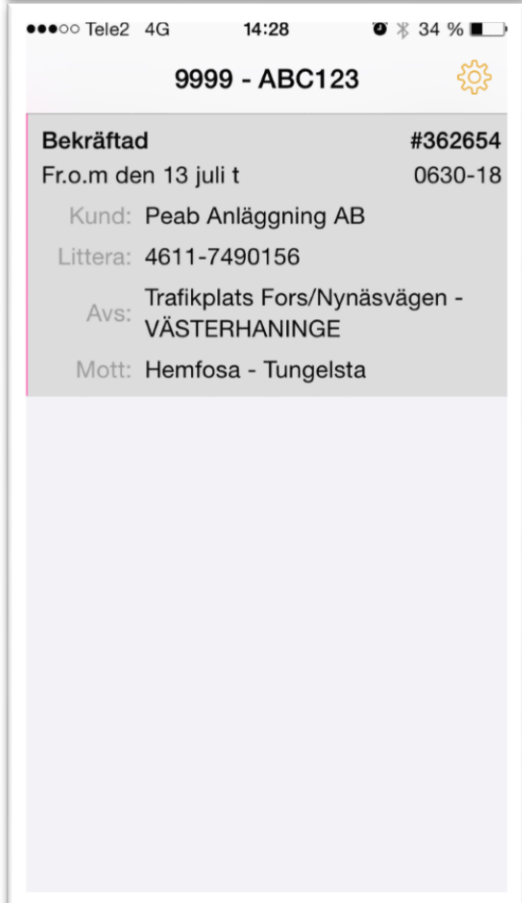 Tele2 4G 14:28 34 %
9999 - ABC123
Bekräftad #362654
Fr.o.m den 13 juli t 0630-18
Kund: Peab Anläggning AB
Littera: 4611-7490156
Avs: Trafikplats Fors/Nynäsvägen -
VÄSTERHANINGE
Mott: Hemfosa - Tungelsta